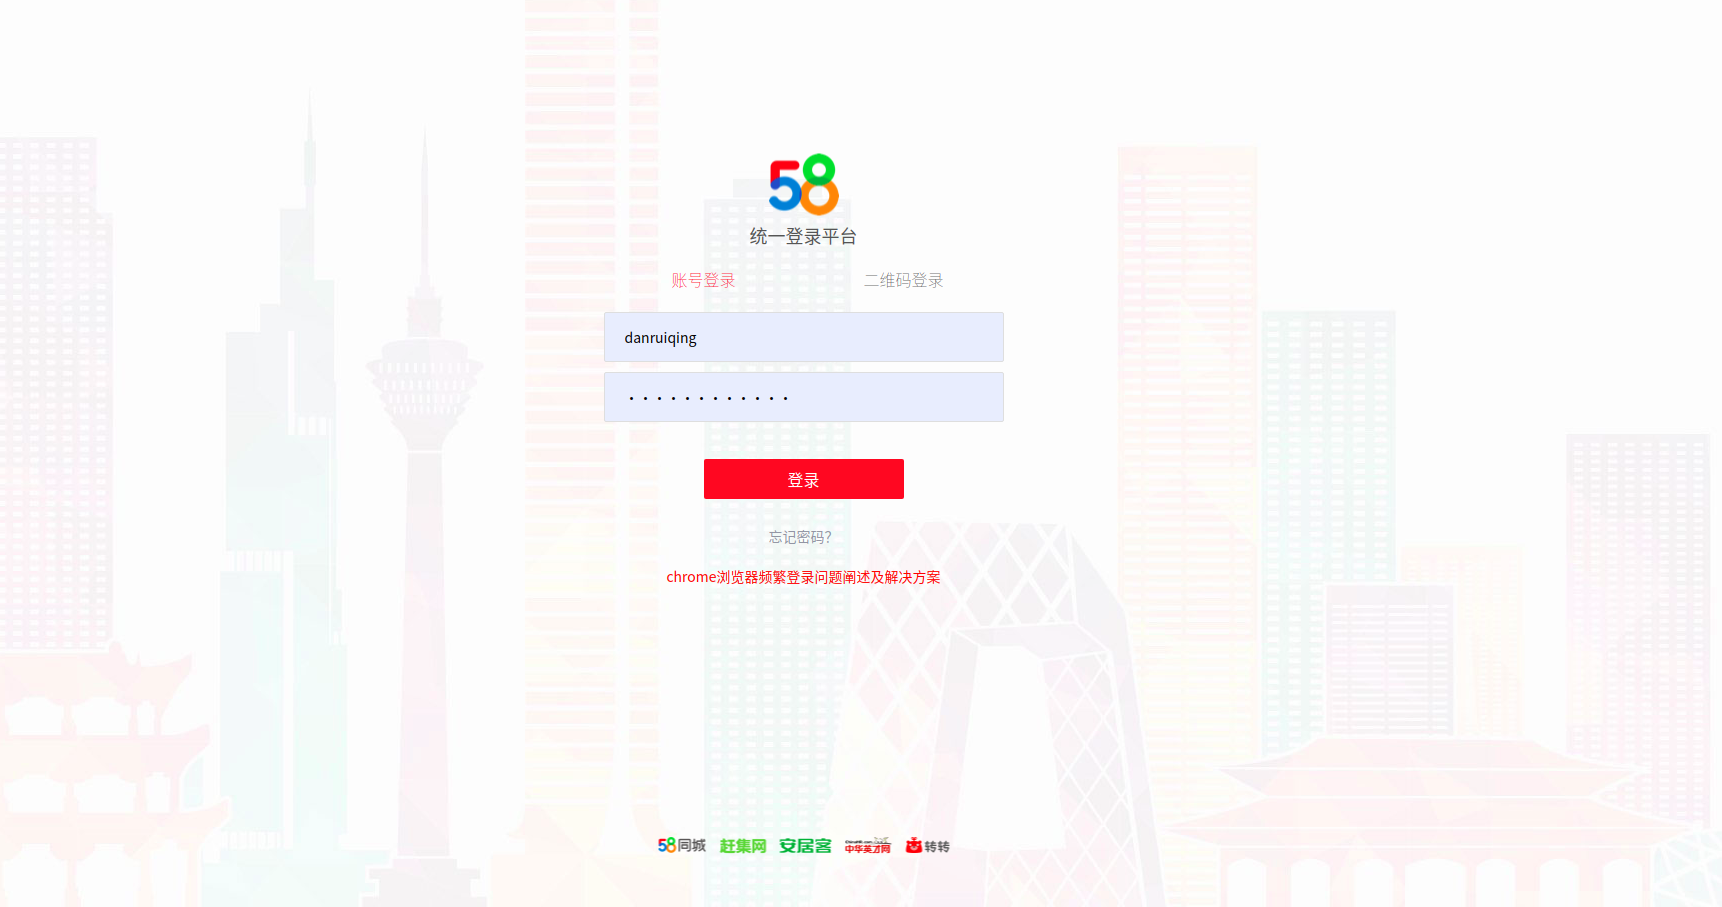 58
统一登录平台
账号登录 二维码登录
danruiqing
登录
忘记密码?
chrome浏览器频繁登录问题阐述及解决方案
58同城 赶集网 安居客 中华英才网 转转